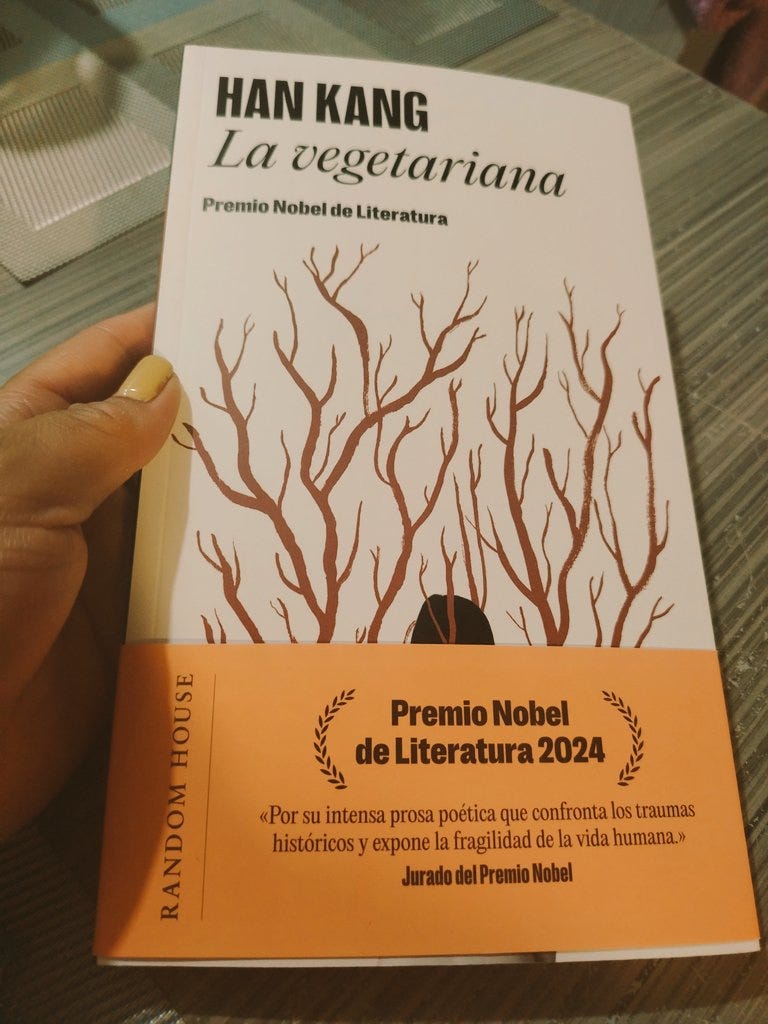 HAN KANG
La vegetariana
Premio Nobel de Literatura
RANDOM HOUSE
Premio Nobel
de Literatura 2024
«Por su intensa prosa poética que confronta los traumas
históricos y expone la fragilidad de la vida humana.»
Jurado del Premio Nobel